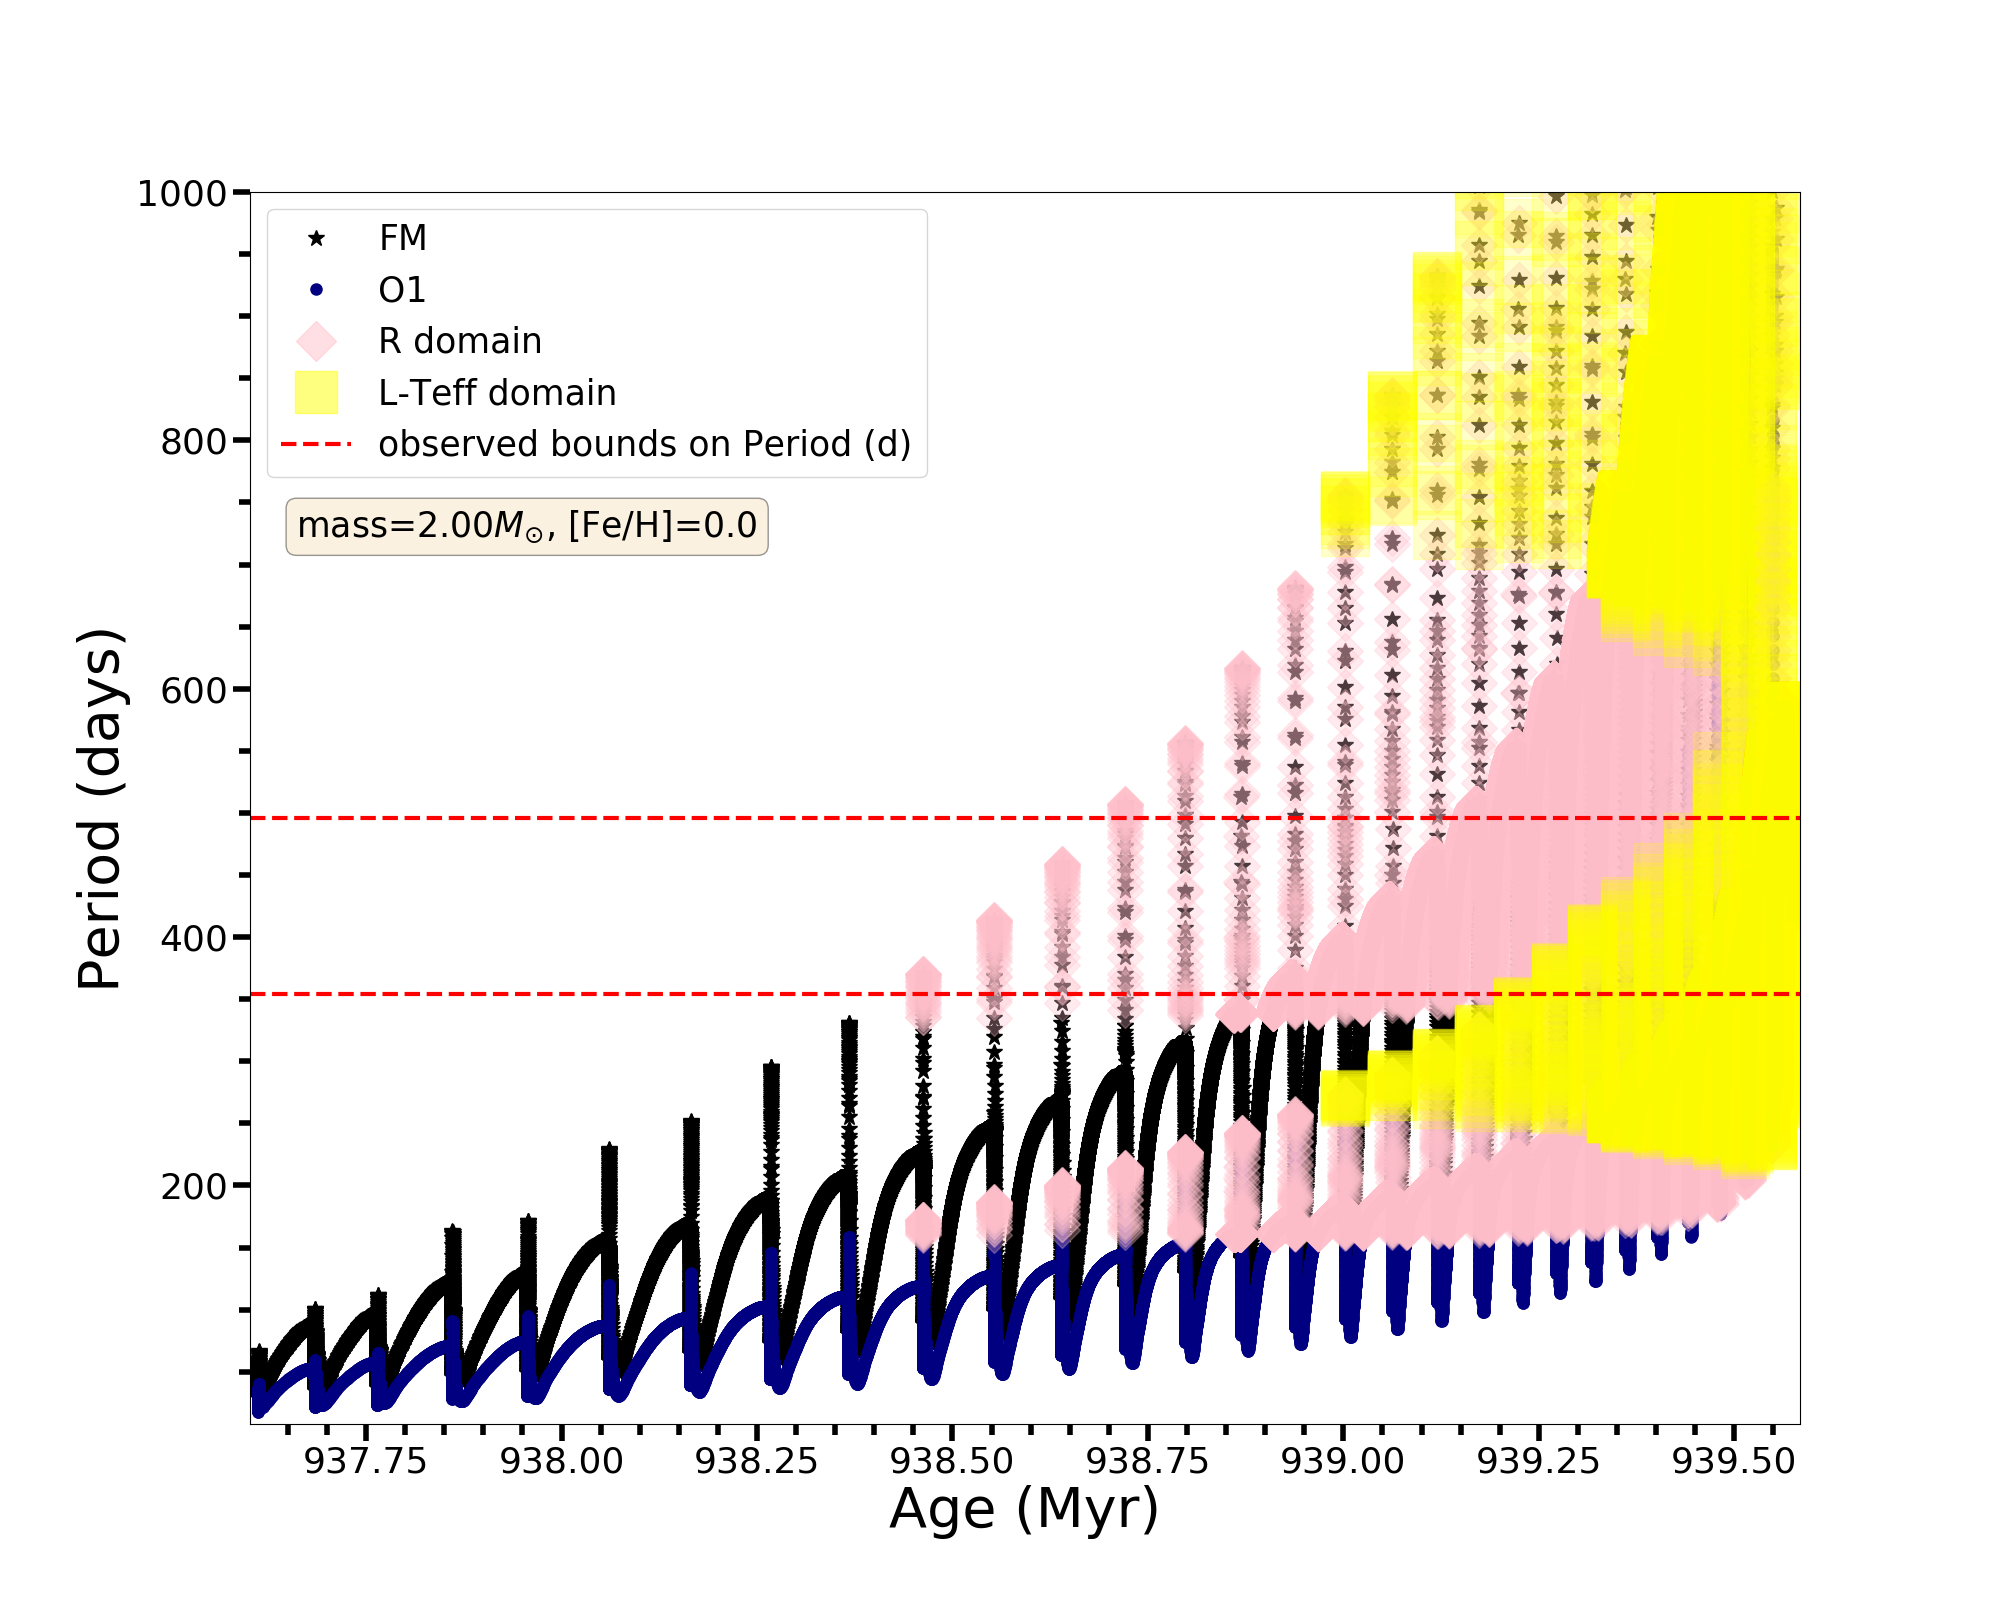 1000
800
600
400
200
Period (days)
FM
O1
R domain
L-Teff domain
observed bounds on Period (d)
mass=2.00M⊙, [Fe/H]=0.0
937.75 938.00 938.25 938.50 938.75 939.00 939.25 939.50
Age (Myr)